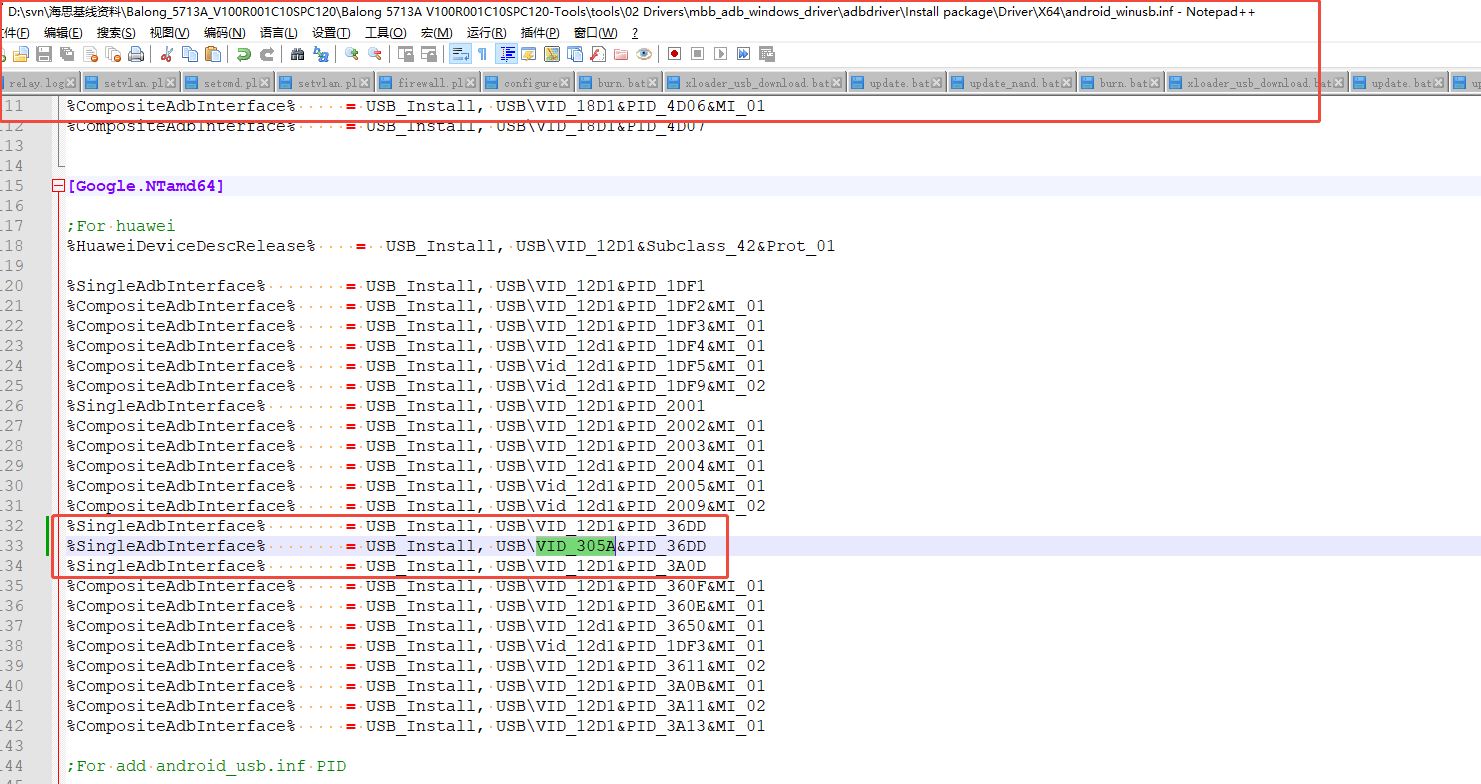 D:\svn\海思基线资料\Balong_5713A_V100R001C10SPC120\Balong 5713A V100R001C10SPC120-Tools\tools\02 Drivers\mbb_adb_windows_driver\adbdriver\Install package\Driver\X64\android_winusb.inf - Notepad++
件(F) 编辑(E) 搜索(S) 视图(V) 编码(N) 语言(L) 设置(T) 工具(O) 宏(M) 运行(R) 插件(P) 窗口(W) ?
relay.log setvlan.pl setcmd.pl setvlan.pl firewall.pl configure burn.bat xloader_usb_download.bat update.bat update_nand.bat burn.bat xloader_usb_download.bat update.bat
11 %CompositeAdbInterface% = USB_Install, USB\VID_18D1&PID_4D06&MI_01
12 %CompositeAdbInterface% = USB_Install, USB\VID_18D1&PID_4D07
13
14
15 [Google.NTamd64]
16
17 ;For huawei
18 %HuaweiDeviceDescRelease% = USB_Install, USB\VID_12D1&Subclass_42&Prot_01
19
20 %SingleAdbInterface% = USB_Install, USB\VID_12D1&PID_1DF1
21 %CompositeAdbInterface% = USB_Install, USB\VID_12D1&PID_1DF2&MI_01
22 %CompositeAdbInterface% = USB_Install, USB\VID_12D1&PID_1DF3&MI_01
23 %CompositeAdbInterface% = USB_Install, USB\VID_12d1&PID_1DF4&MI_01
24 %CompositeAdbInterface% = USB_Install, USB\Vid_12d1&PID_1DF5&MI_01
25 %CompositeAdbInterface% = USB_Install, USB\Vid_12d1&PID_1DF9&MI_02
26 %SingleAdbInterface% = USB_Install, USB\VID_12D1&PID_2001
27 %CompositeAdbInterface% = USB_Install, USB\VID_12D1&PID_2002&MI_01
28 %CompositeAdbInterface% = USB_Install, USB\VID_12D1&PID_2003&MI_01
29 %CompositeAdbInterface% = USB_Install, USB\VID_12d1&PID_2004&MI_01
30 %CompositeAdbInterface% = USB_Install, USB\Vid_12d1&PID_2005&MI_01
31 %CompositeAdbInterface% = USB_Install, USB\Vid_12d1&PID_2009&MI_02
32 %SingleAdbInterface% = USB_Install, USB\VID_12D1&PID_36DD
33 %SingleAdbInterface% = USB_Install, USB\VID_305A&PID_36DD
34 %SingleAdbInterface% = USB_Install, USB\VID_12D1&PID_3A0D
35 %CompositeAdbInterface% = USB_Install, USB\VID_12D1&PID_360F&MI_01
36 %CompositeAdbInterface% = USB_Install, USB\VID_12D1&PID_360E&MI_01
37 %CompositeAdbInterface% = USB_Install, USB\VID_12d1&PID_3650&MI_01
38 %CompositeAdbInterface% = USB_Install, USB\Vid_12d1&PID_1DF3&MI_01
39 %CompositeAdbInterface% = USB_Install, USB\VID_12D1&PID_3611&MI_02
40 %CompositeAdbInterface% = USB_Install, USB\VID_12D1&PID_3A0B&MI_01
41 %CompositeAdbInterface% = USB_Install, USB\VID_12D1&PID_3A11&MI_02
42 %CompositeAdbInterface% = USB_Install, USB\VID_12D1&PID_3A13&MI_01
43
44 ;For add android_usb.inf PID